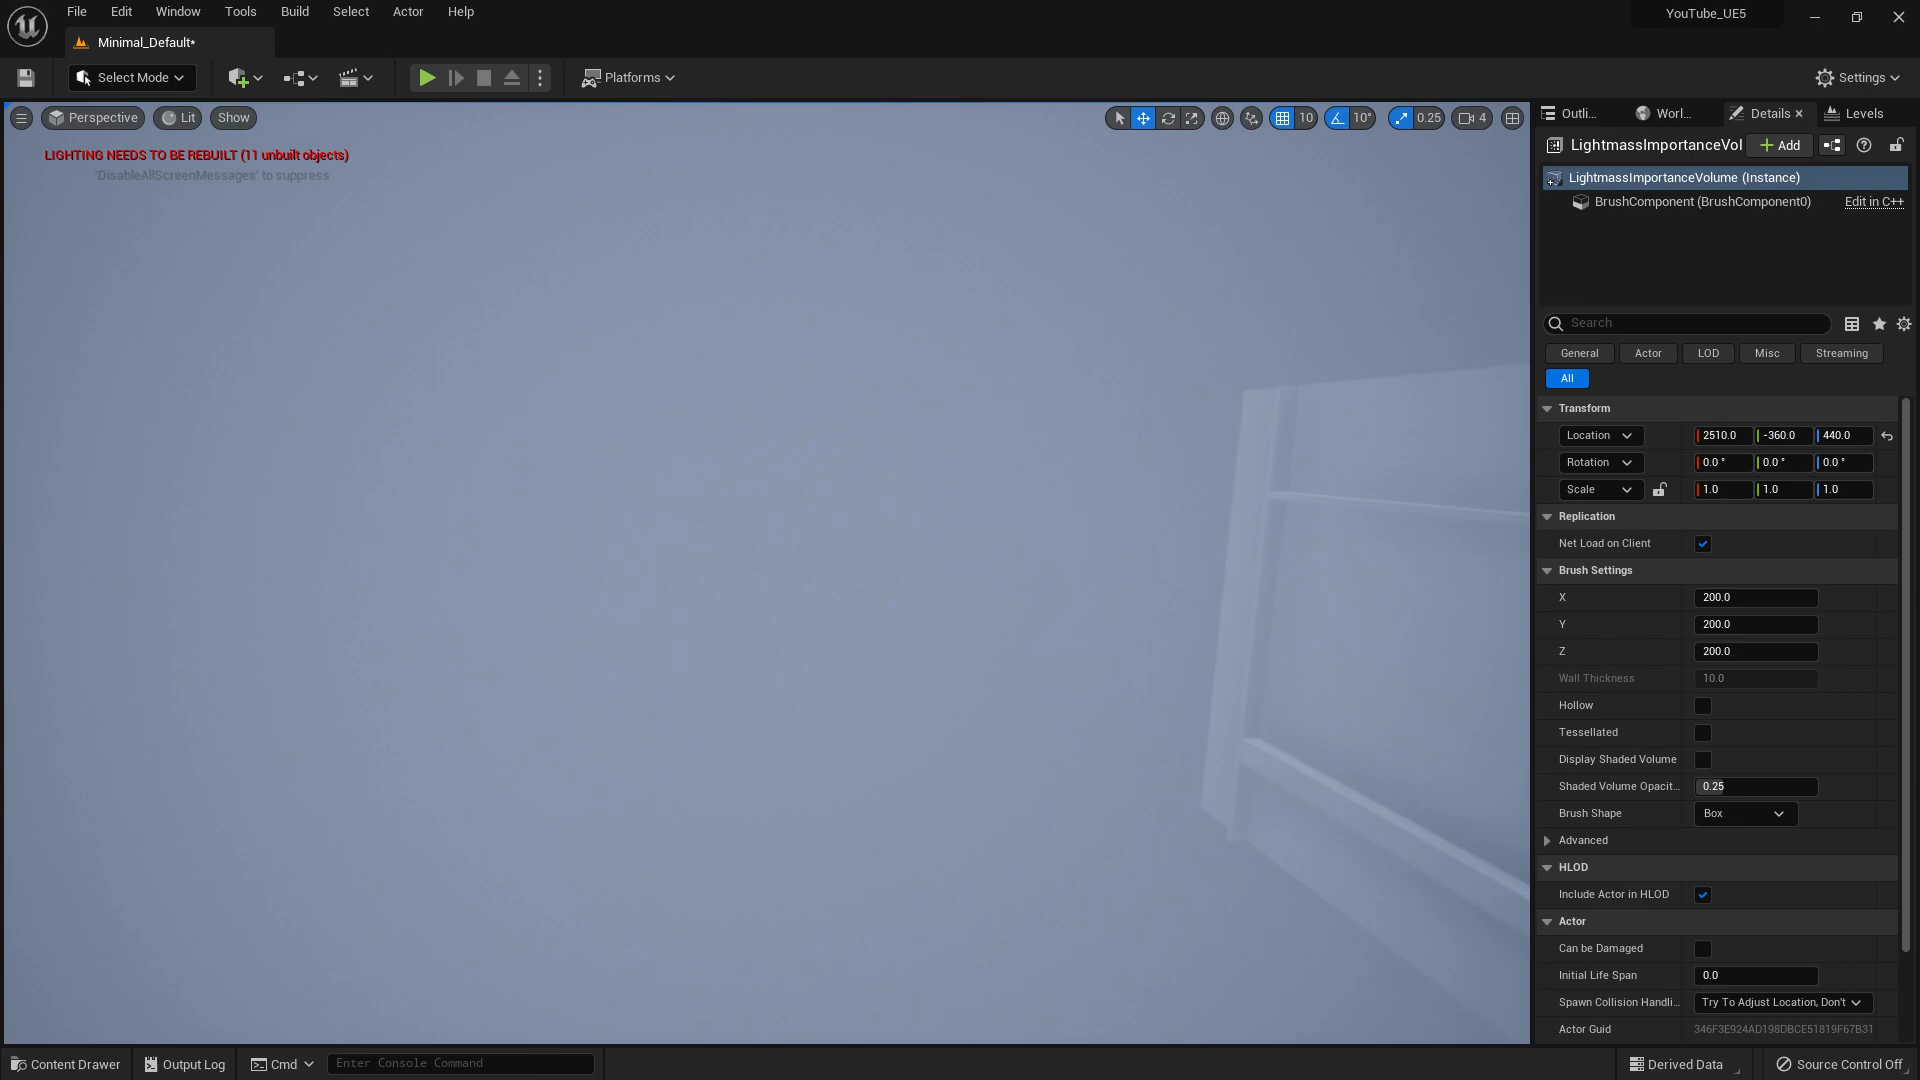 File Edit Window Tools Build Select Actor Help
YouTube_UE5
Minimal_Default*
Select Mode
Platforms
Settings
Perspective Lit Show
10 10° 0.25 4
LIGHTING NEEDS TO BE REBUILT (11 unbuilt objects)
'DisableAllScreenMessages' to suppress
Outli... Worl... Details Levels
LightmassImportanceVol
Add
LightmassImportanceVolume (Instance)
BrushComponent (BrushComponent0) Edit in C++
Search
General Actor LOD Misc Streaming
All
Transform
Location 2510.0 -360.0 440.0
Rotation 0.0 ° 0.0 ° 0.0 °
Scale 1.0 1.0 1.0
Replication
Net Load on Client
Brush Settings
X 200.0
Y 200.0
Z 200.0
Wall Thickness 10.0
Hollow
Tessellated
Display Shaded Volume
Shaded Volume Opacit... 0.25
Brush Shape Box
Advanced
HLOD
Include Actor in HLOD
Actor
Can be Damaged
Initial Life Span 0.0
Spawn Collision Handli... Try To Adjust Location, Don't
Actor Guid 346F3E924AD198DBCE51819F67B31
Content Drawer Output Log Cmd Enter Console Command
Derived Data Source Control Off